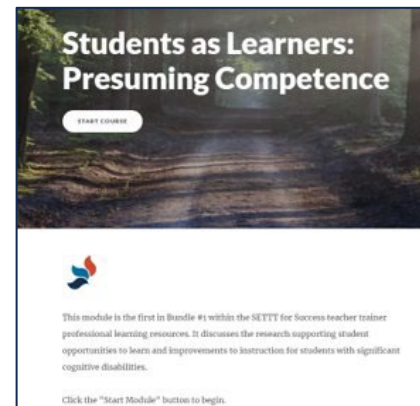 Students as Learners:
Presuming Competence
START COURSE
This module is the first in Bundle #1 within the SETTT for Success teacher trainer
professional learning resources. It discusses the research supporting student
opportunities to learn and improvements to instruction for students with significant
cognitive disabilities.
Click the "Start Module" button to begin.